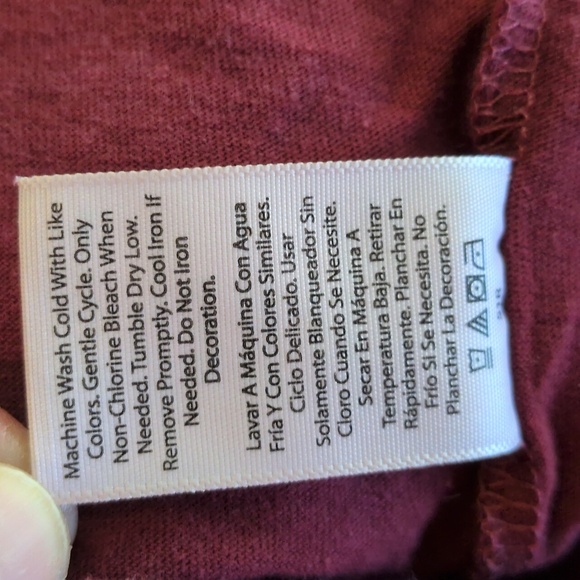 Machine Wash Cold With Like
Colors. Gentle Cycle. Only
Non-Chlorine Bleach When
Needed. Tumble Dry Low.
Remove Promptly. Cool Iron If
Needed. Do Not Iron
Decoration.
Lavar A Máquina Con Agua
Fría Y Con Colores Similares.
Ciclo Delicado. Usar
Solamente Blanqueador Sin
Cloro Cuando Se Necesite.
Secar En Máquina A
Temperatura Baja. Retirar
Rápidamente. Planchar En
Frío Si Se Necesita. No
Planchar La Decoración.